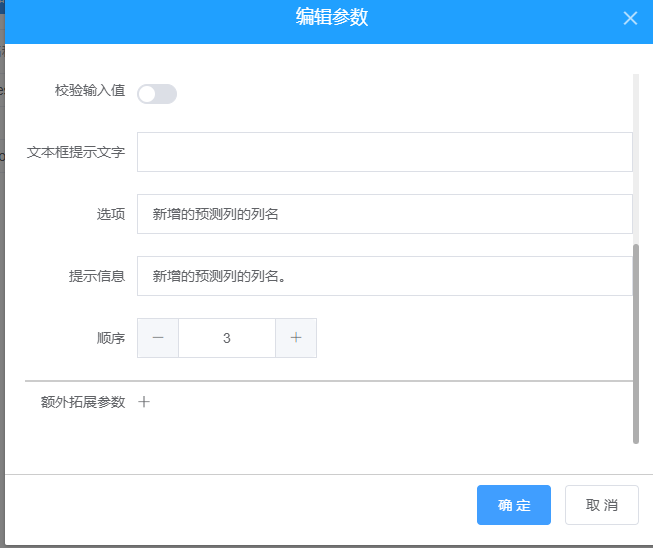 编辑参数
校验输入值
文本框提示文字
选项 新增的预测列的列名
提示信息 新增的预测列的列名。
顺序 3
额外拓展参数
确 定 取 消